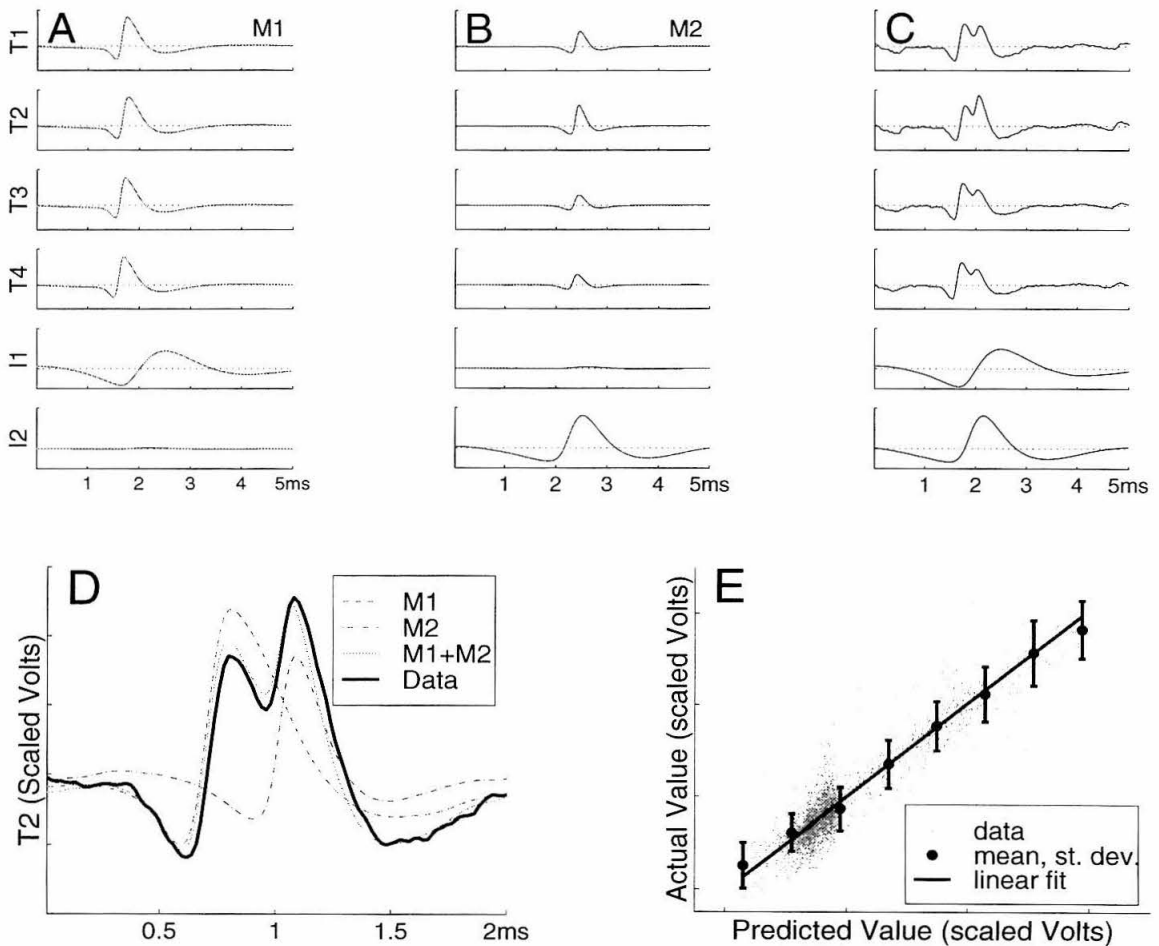 A M1
B M2
C
T1
T2
T3
T4
I1
I2
1 2 3 4 5ms
1 2 3 4 5ms
1 2 3 4 5ms
D
M1
M2
M1+M2
Data
T2 (Scaled Volts)
0.5 1 1.5 2ms
E
Actual Value (scaled Volts)
data
mean, st. dev.
linear fit
Predicted Value (scaled Volts)